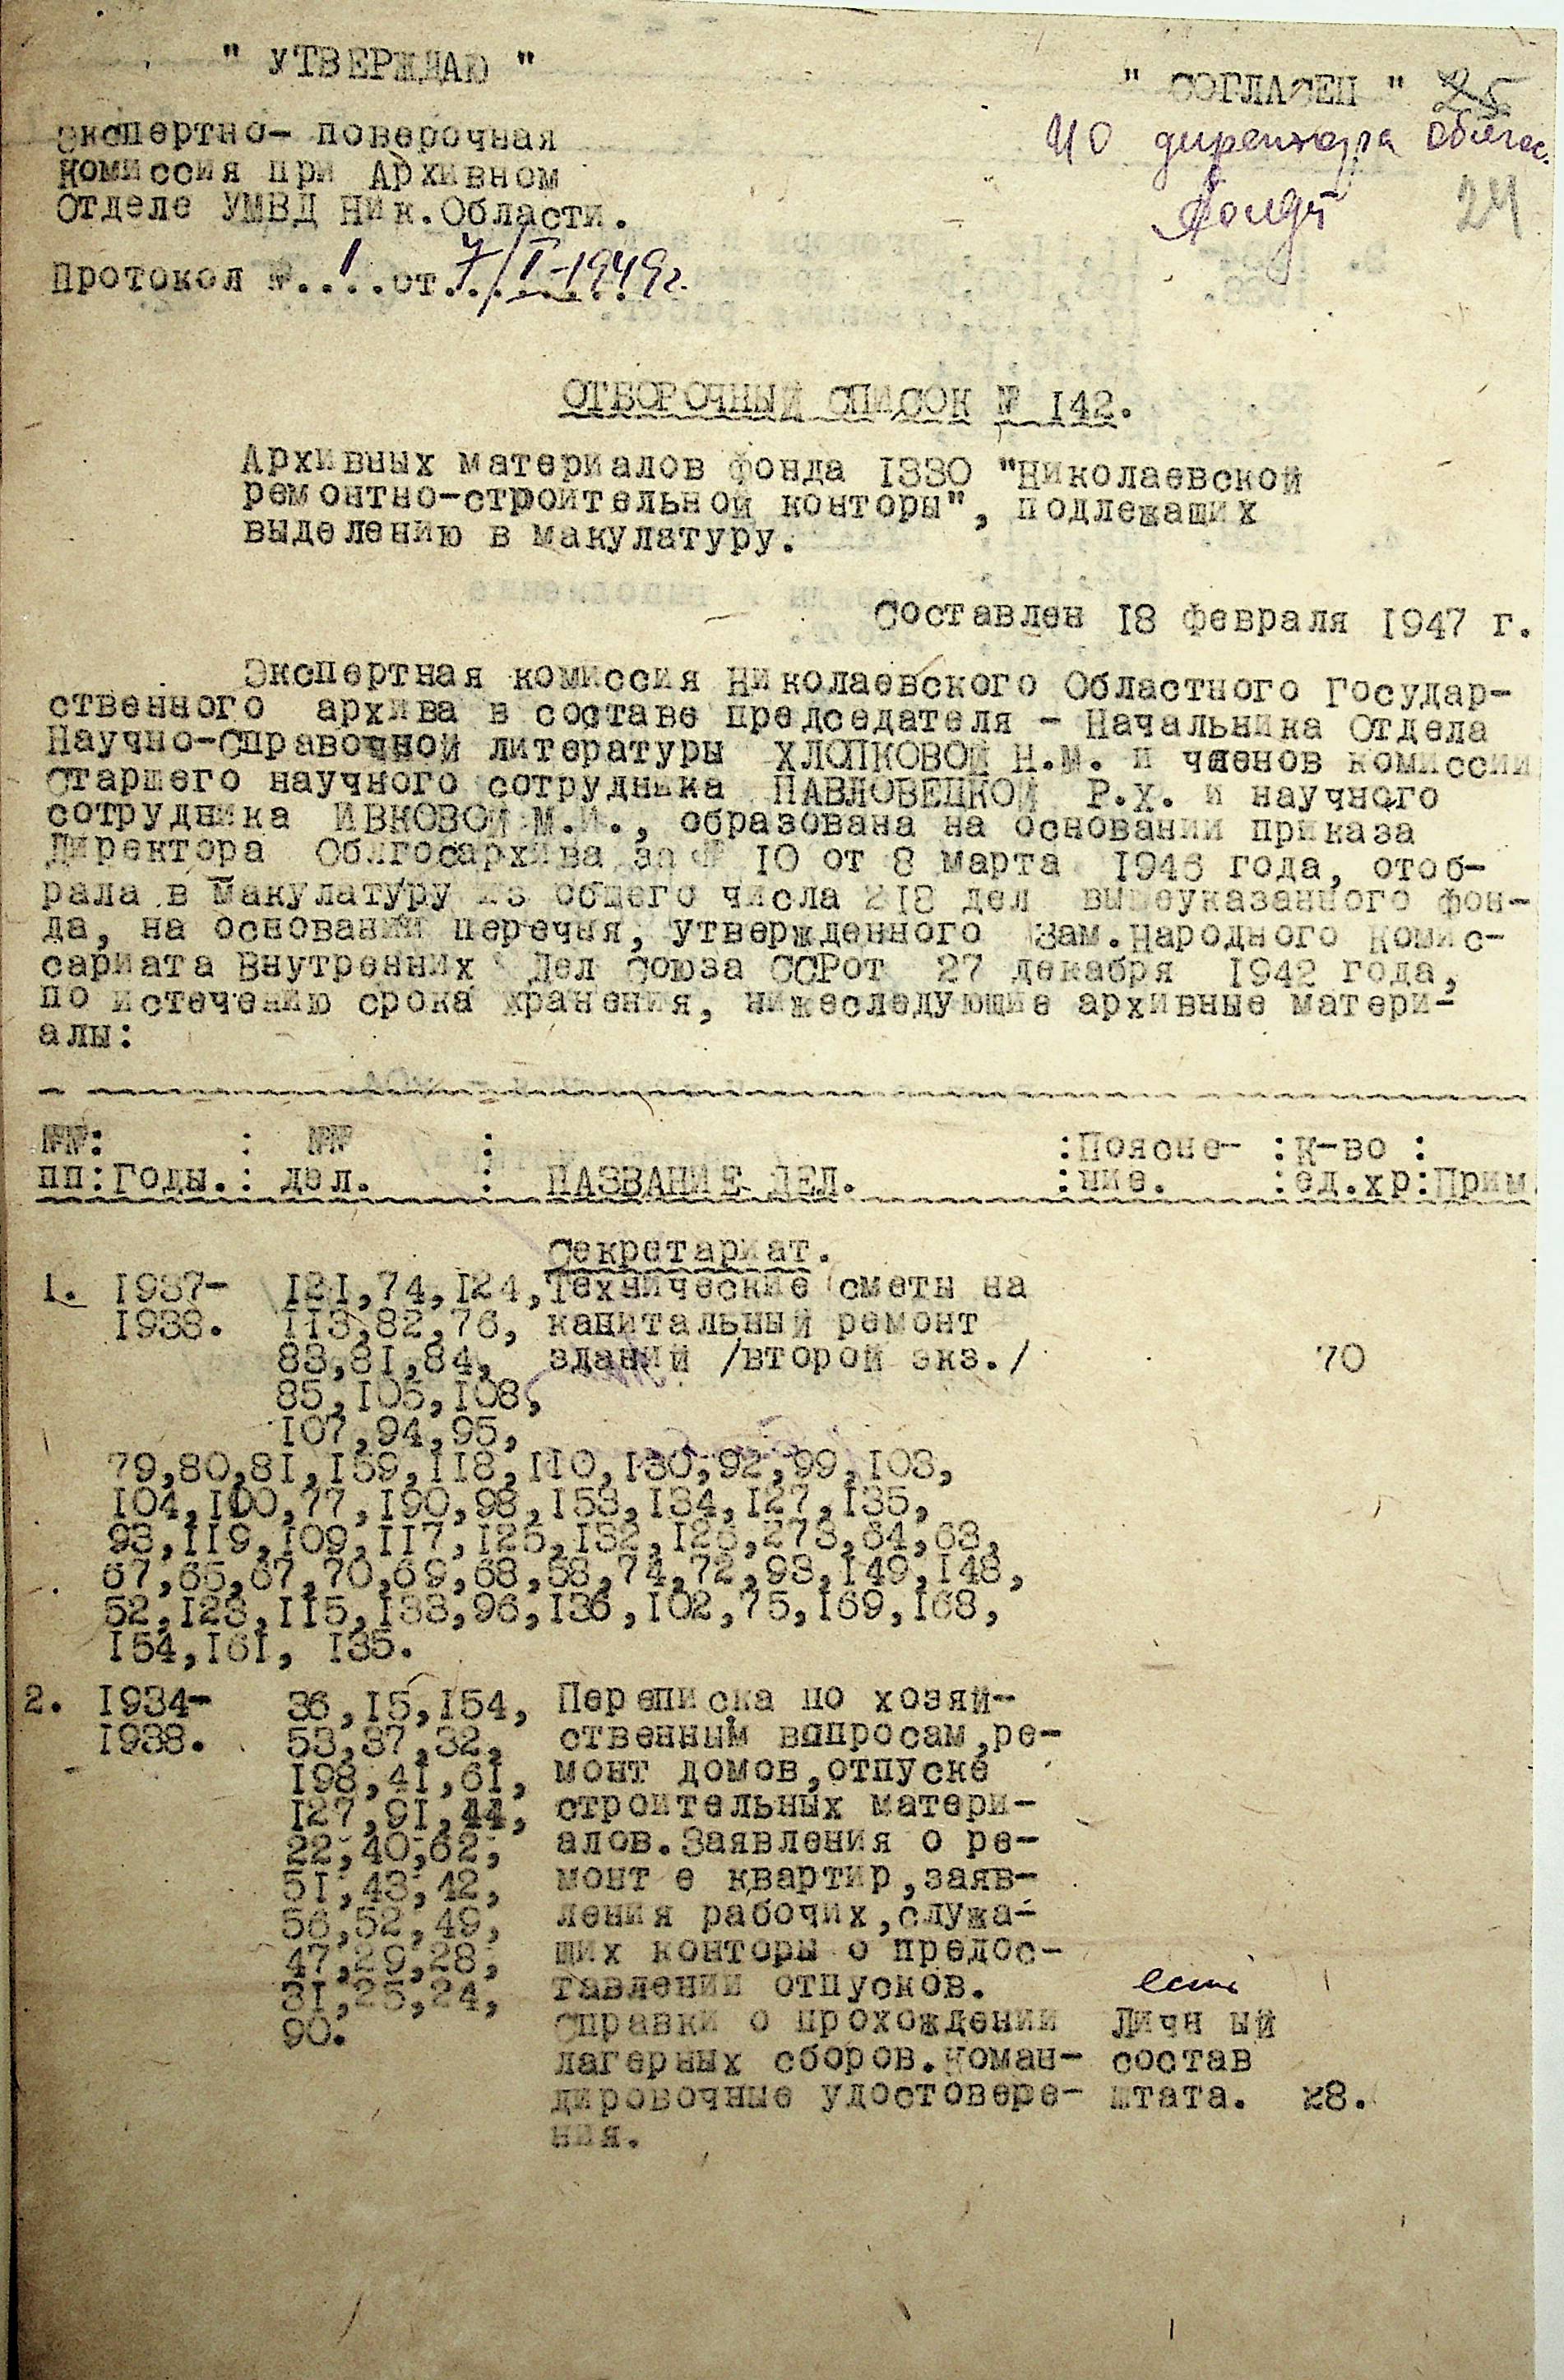 " УТВЕРЖДАЮ "
" СОГЛАСЕН " 25
Экспертно- поверочная
ИО директора
Комиссия при Архивном
Отделе УМВД Ник.Области.
24
Протокол № 1 от 7/I-1949г.
ОТБОРОЧНЫЙ СПИСОК № 142.
Архивных материалов фонда 1330 "Николаевской
ремонтно-строительной конторы", подлежащих
выделению в макулатуру.
Составлен 18 февраля 1947 г.
Экспертная комиссия Николаевского Областного Государ-
ственного архива в составе председателя - Начальника Отдела
Научно-Справочной литературы ХЛОПКОВОЙ Н.М. и членов комиссии
Старшего научного сотрудника ПАВЛОВЕЦКОЙ Р.Х. и научного
сотрудника ИВКОВОЙ М.И., образована на основании приказа
Директора Облгосархива за № 10 от 8 марта 1946 года, отоб-
рала в макулатуру из общего числа 218 дел вышеуказанного фон-
да, на основании перечня, утвержденного Зам.Народного Комис-
сариата Внутренних Дел Союза ССРот 27 декабря 1942 года,
по истечению срока хранения, нижеследующие архивные матери-
алы:
№№: : №№ : :Поясне- :К-во :
пп:Годы.: дел. : НАЗВАНИЕ ДЕЛ. :ние. :ед.хр:Прим
Секретариат.
1. 1937- 121,74,124,Технические сметы на
1938. 113,82,76, капитальный ремонт
83,81,84, зданий /второй экз./ 70
85,105,108,
107,94,95,
79,80,81,159,118,110,130,92,99,103,
104,100,77,190,98,153,134,127,135,
93,119,109,117,125,132,126,273,64,63,
67,65,67,70,69,68,58,74,72,93,149,148,
52,123,115,133,96,136,102,75,169,168,
154,161, 135.
2. 1934- 36,15,154, Переписка по хозяй-
1938. 53,37,32, ственным вопросам,ре-
198,41,61, монт домов,отпуске
127,91,44, строительных матери-
22,40,62, алов.Заявления о ре-
51,43,42, монт е квартир,заяв-
56,52,49, ления рабочих,служа-
47,29,28, щих конторы о предос-
31,25,24, тавлении отпусков. есть
90. Справки о прохождении Личн ый
лагерных сборов.Коман- состав
дировочные удостовере- штата. 28.
ния.